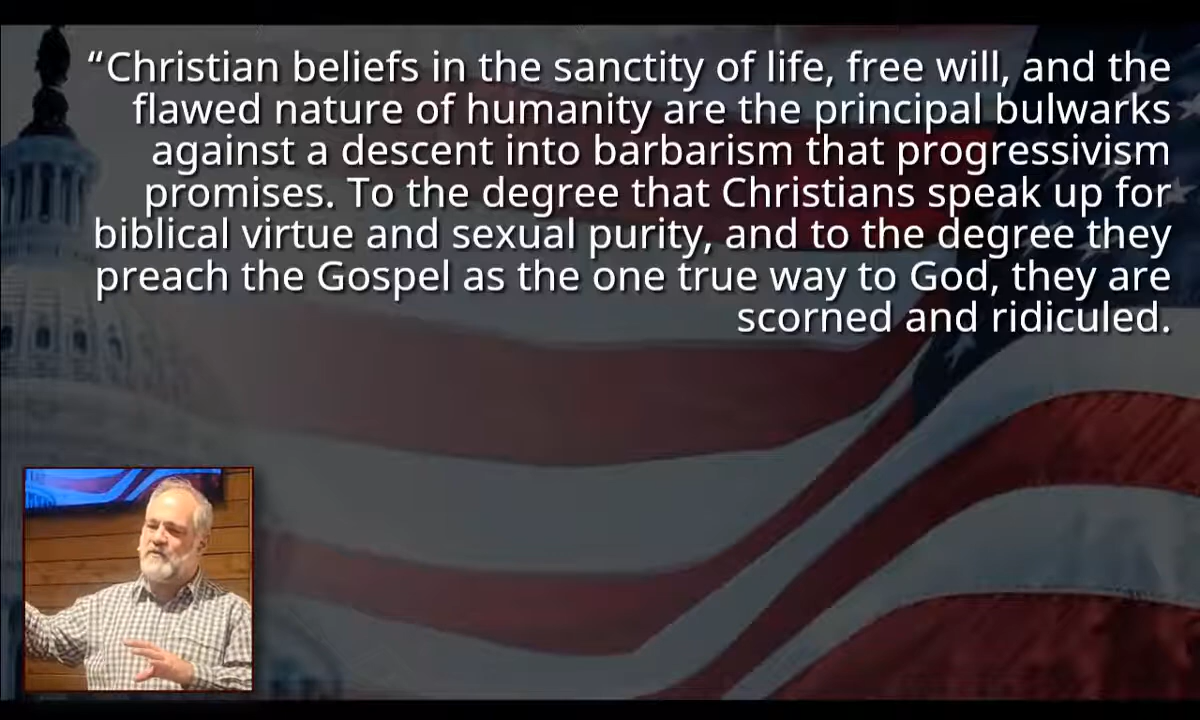 “Christian beliefs in the sanctity of life, free will, and the
flawed nature of humanity are the principal bulwarks
against a descent into barbarism that progressivism
promises. To the degree that Christians speak up for
biblical virtue and sexual purity, and to the degree they
preach the Gospel as the one true way to God, they are
scorned and ridiculed.